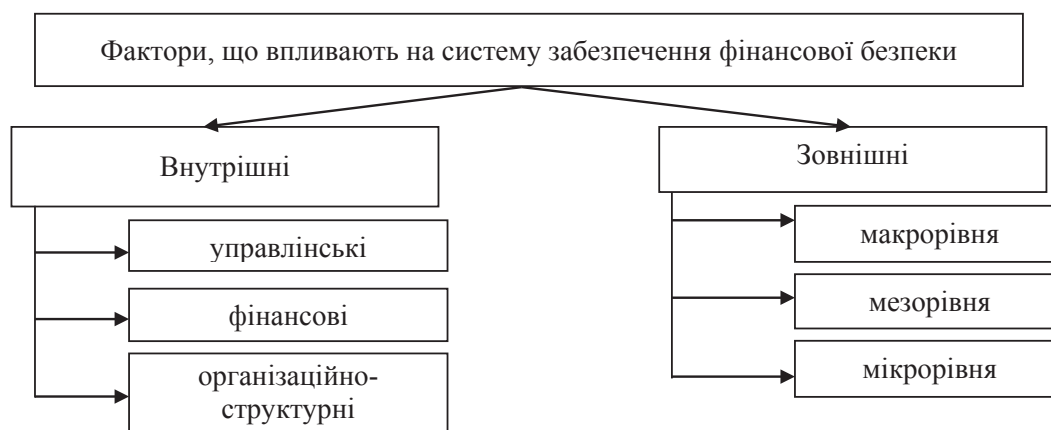 Фактори, що впливають на систему забезпечення фінансової безпеки
Внутрішні
управлінські
фінансові
організаційно-
структурні
Зовнішні
макрорівня
мезорівня
мікрорівня